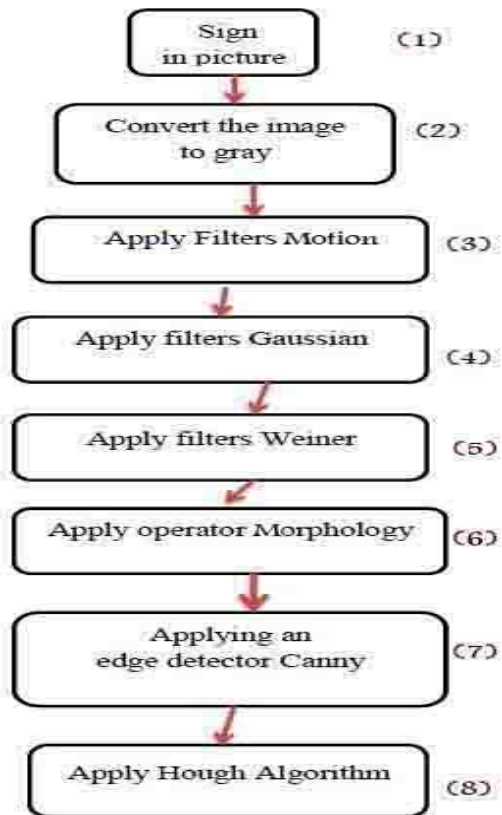 Sign
in picture
(1)
Convert the image
to gray
(2)
Apply Filters Motion
(3)
Apply filters Gaussian
(4)
Apply filters Weiner
(5)
Apply operator Morphology
(6)
Applying an
edge detector Canny
(7)
Apply Hough Algorithm
(8)